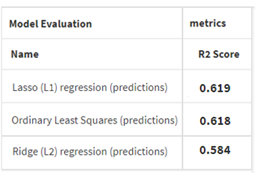 Model Evaluation metrics
Name R2 Score
Lasso (L1) regression (predictions) 0.619
Ordinary Least Squares (predictions) 0.618
Ridge (L2) regression (predictions) 0.584